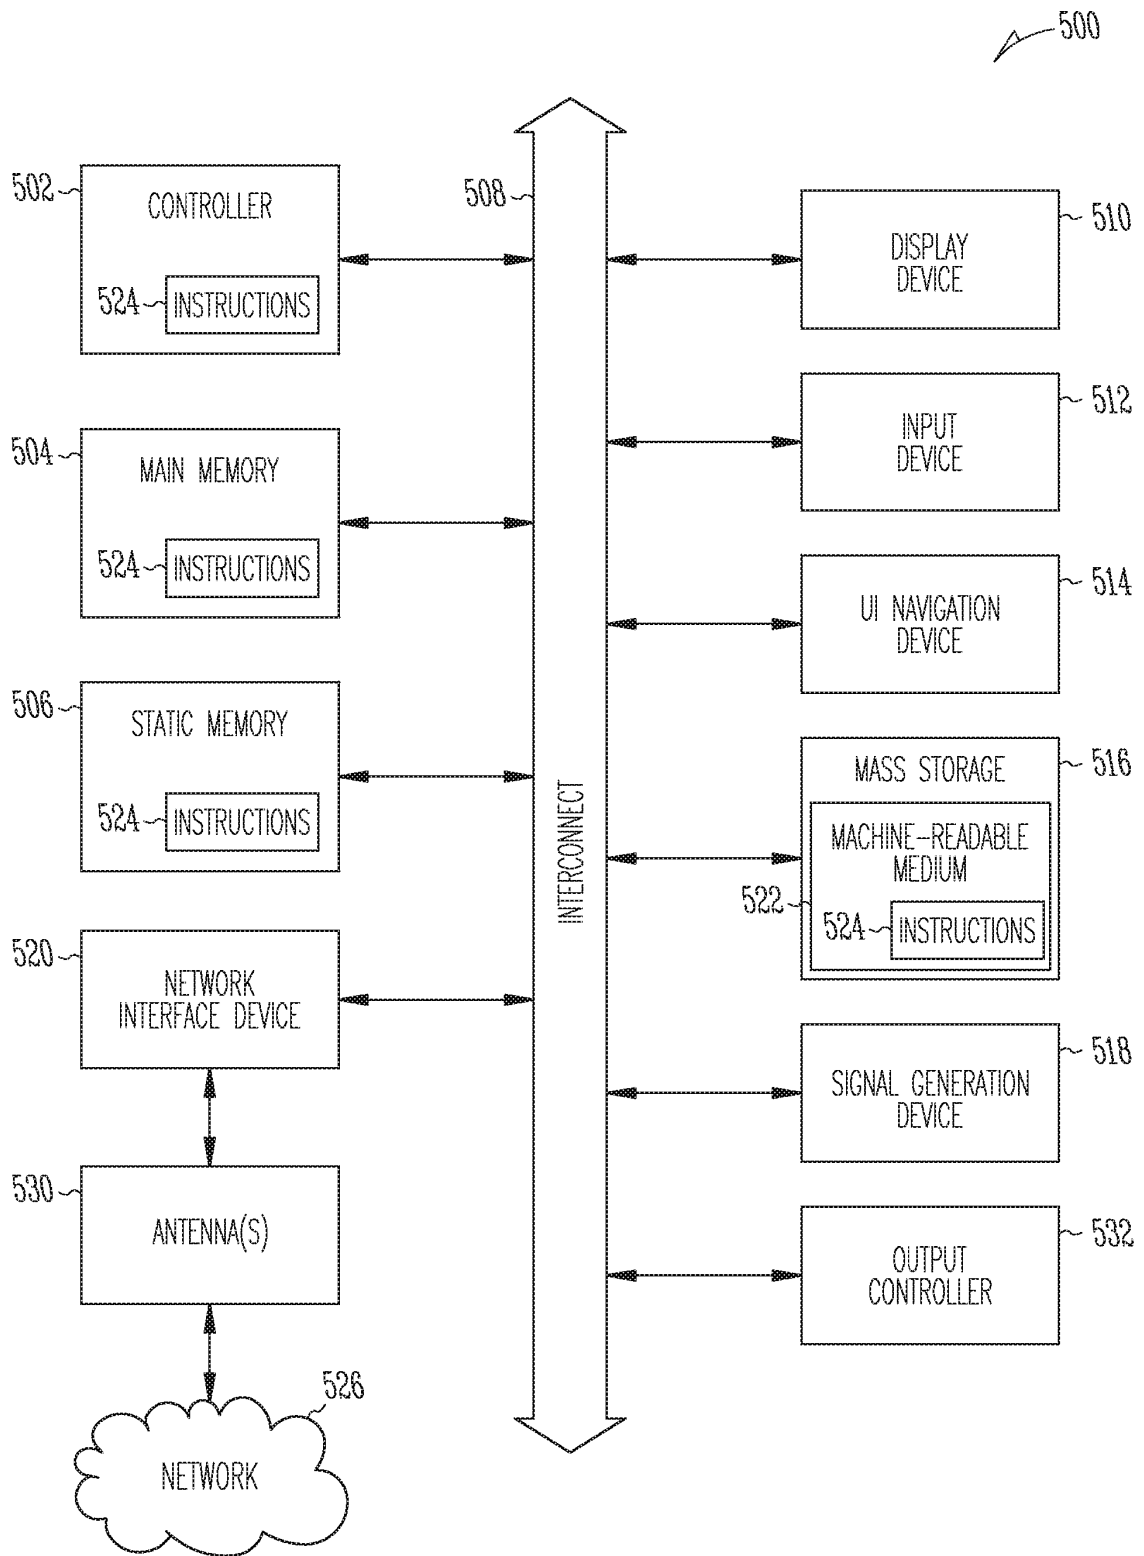 500
502
CONTROLLER
524
INSTRUCTIONS
504
MAIN MEMORY
524
INSTRUCTIONS
506
STATIC MEMORY
524
INSTRUCTIONS
520
NETWORK
INTERFACE DEVICE
530
ANTENNA(S)
526
NETWORK
508
INTERCONNECT
510
DISPLAY
DEVICE
512
INPUT
DEVICE
514
UI NAVIGATION
DEVICE
516
MASS STORAGE
MACHINE-READABLE
MEDIUM
522
524
INSTRUCTIONS
518
SIGNAL GENERATION
DEVICE
532
OUTPUT
CONTROLLER